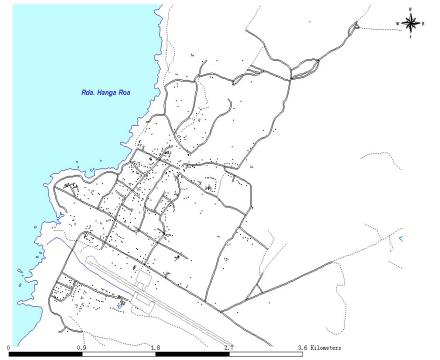 N
Rda. Hanga Roa
0 0.9 1.8 2.7 3.6 Kilometers